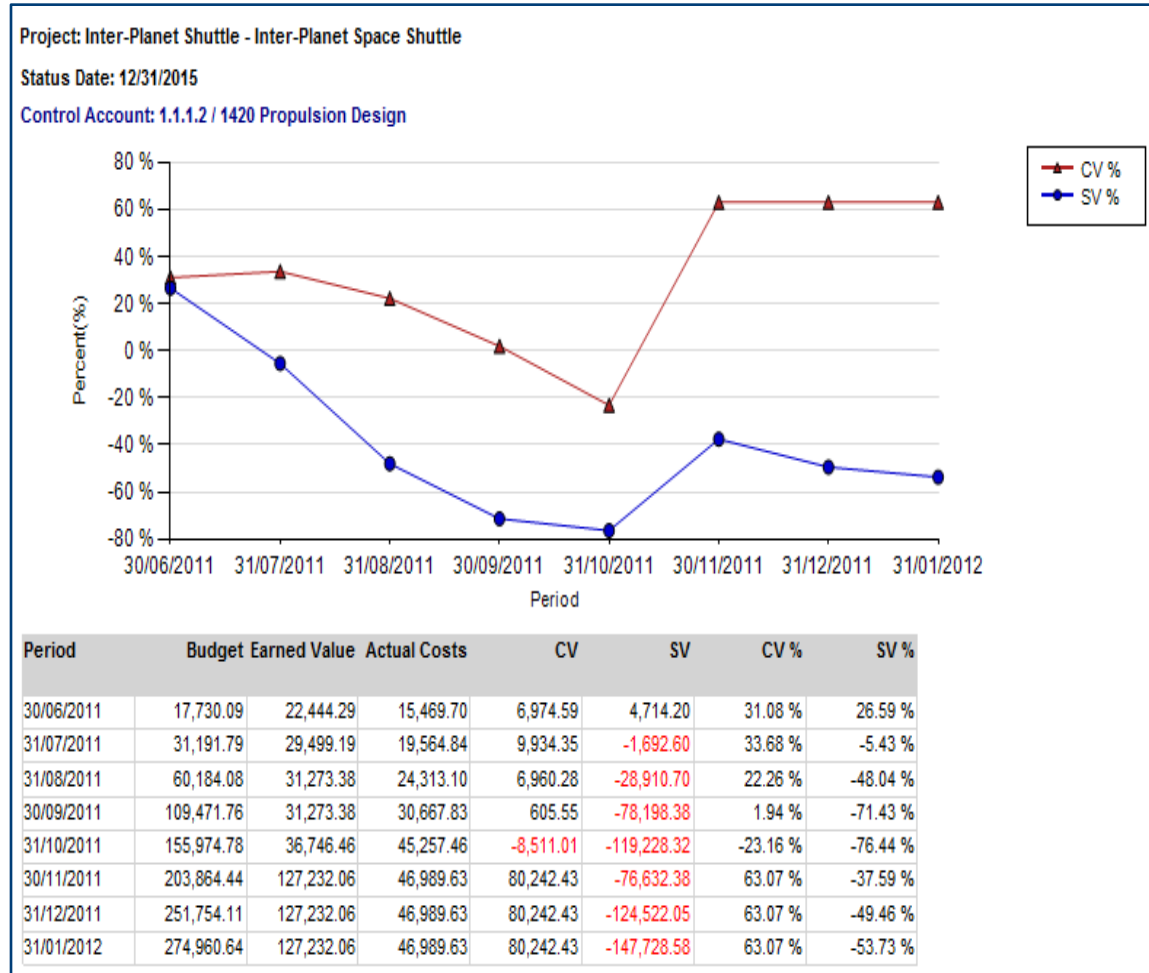 Project: Inter-Planet Shuttle - Inter-Planet Space Shuttle
Status Date: 12/31/2015
Control Account: 1.1.1.2 / 1420 Propulsion Design
80 %
60 %
40 %
20 %
0 %
-20 %
-40 %
-60 %
-80 %
Percent(%)
CV %
SV %
30/06/2011 31/07/2011 31/08/2011 30/09/2011 31/10/2011 30/11/2011 31/12/2011 31/01/2012
Period
Period Budget Earned Value Actual Costs CV SV CV % SV %
30/06/2011 17,730.09 22,444.29 15,469.70 6,974.59 4,714.20 31.08 % 26.59 %
31/07/2011 31,191.79 29,499.19 19,564.84 9,934.35 -1,692.60 33.68 % -5.43 %
31/08/2011 60,184.08 31,273.38 24,313.10 6,960.28 -28,910.70 22.26 % -48.04 %
30/09/2011 109,471.76 31,273.38 30,667.83 605.55 -78,198.38 1.94 % -71.43 %
31/10/2011 155,974.78 36,746.46 45,257.46 -8,511.01 -119,228.32 -23.16 % -76.44 %
30/11/2011 203,864.44 127,232.06 46,989.63 80,242.43 -76,632.38 63.07 % -37.59 %
31/12/2011 251,754.11 127,232.06 46,989.63 80,242.43 -124,522.05 63.07 % -49.46 %
31/01/2012 274,960.64 127,232.06 46,989.63 80,242.43 -147,728.58 63.07 % -53.73 %